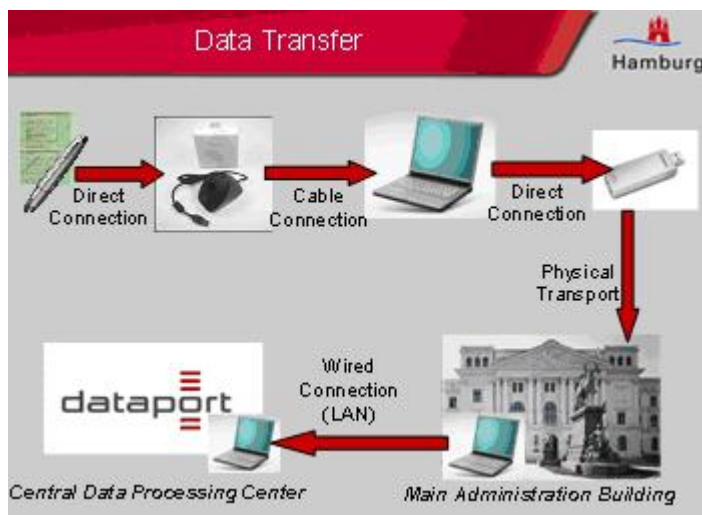 Data Transfer
Hamburg
Direct
Connection
Cable
Connection
Direct
Connection
Physical
Transport
Wired
Connection
(LAN)
dataport
Central Data Processing Center
Main Administration Building